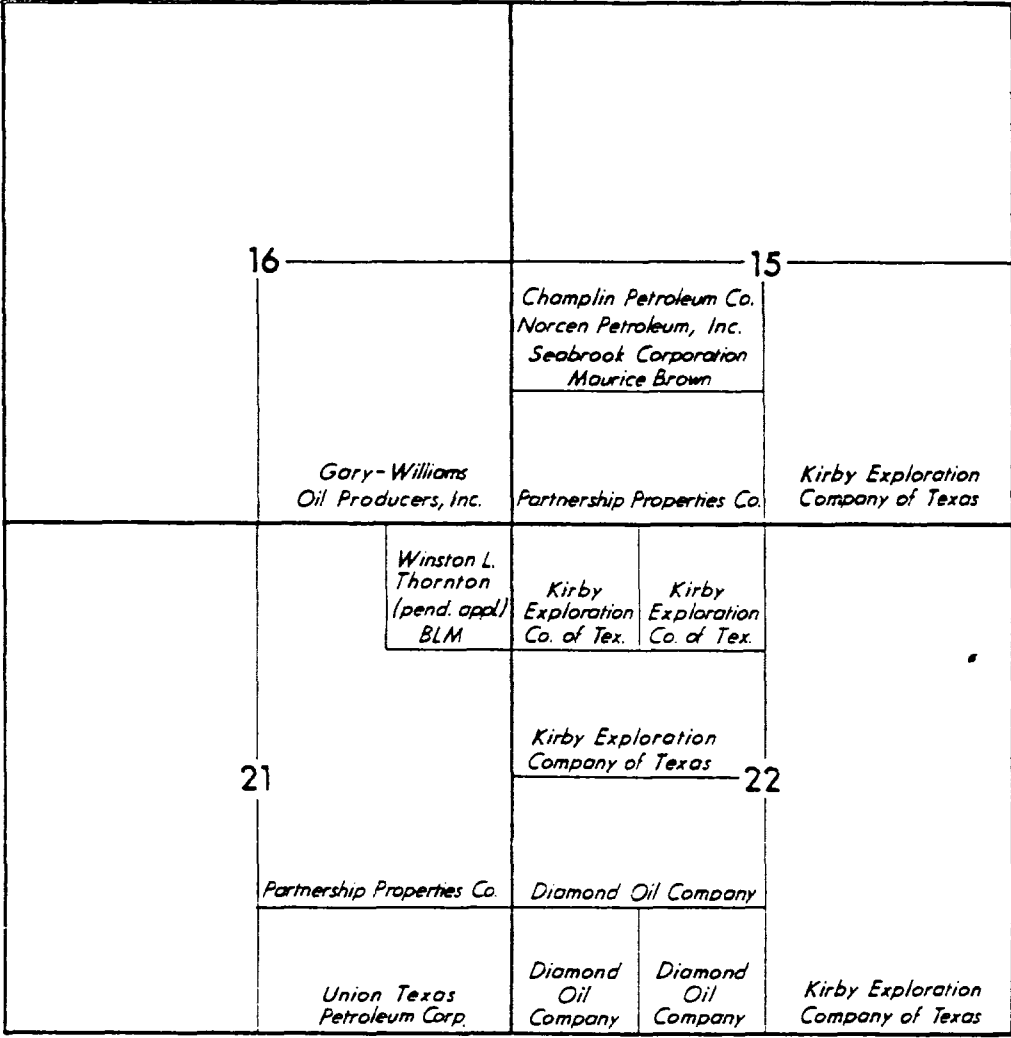 16
15
Champlin Petroleum Co.
Norcen Petroleum, Inc.
Seabrook Corporation
Maurice Brown
Gary-Williams
Oil Producers, Inc.
Partnership Properties Co.
Kirby Exploration
Company of Texas
Winston L.
Thornton
(pend. appl.)
BLM
Kirby
Exploration
Co. of Tex.
Kirby
Exploration
Co. of Tex.
Kirby Exploration
Company of Texas
21
22
Partnership Properties Co.
Diamond Oil Company
Union Texas
Petroleum Corp.
Diamond
Oil
Company
Diamond
Oil
Company
Kirby Exploration
Company of Texas